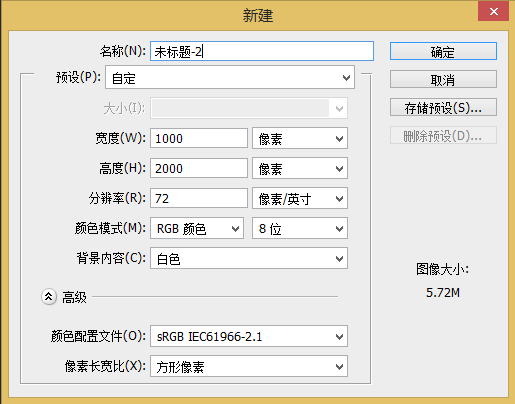 新建
名称(N): 未标题-2 确定
预设(P): 自定 取消
大小(I): 存储预设(S)...
宽度(W): 1000 像素 删除预设(D)...
高度(H): 2000 像素
分辨率(R): 72 像素/英寸
颜色模式(M): RGB 颜色 8 位
背景内容(C): 白色 图像大小:
高级 5.72M
颜色配置文件(O): sRGB IEC61966-2.1
像素长宽比(X): 方形像素